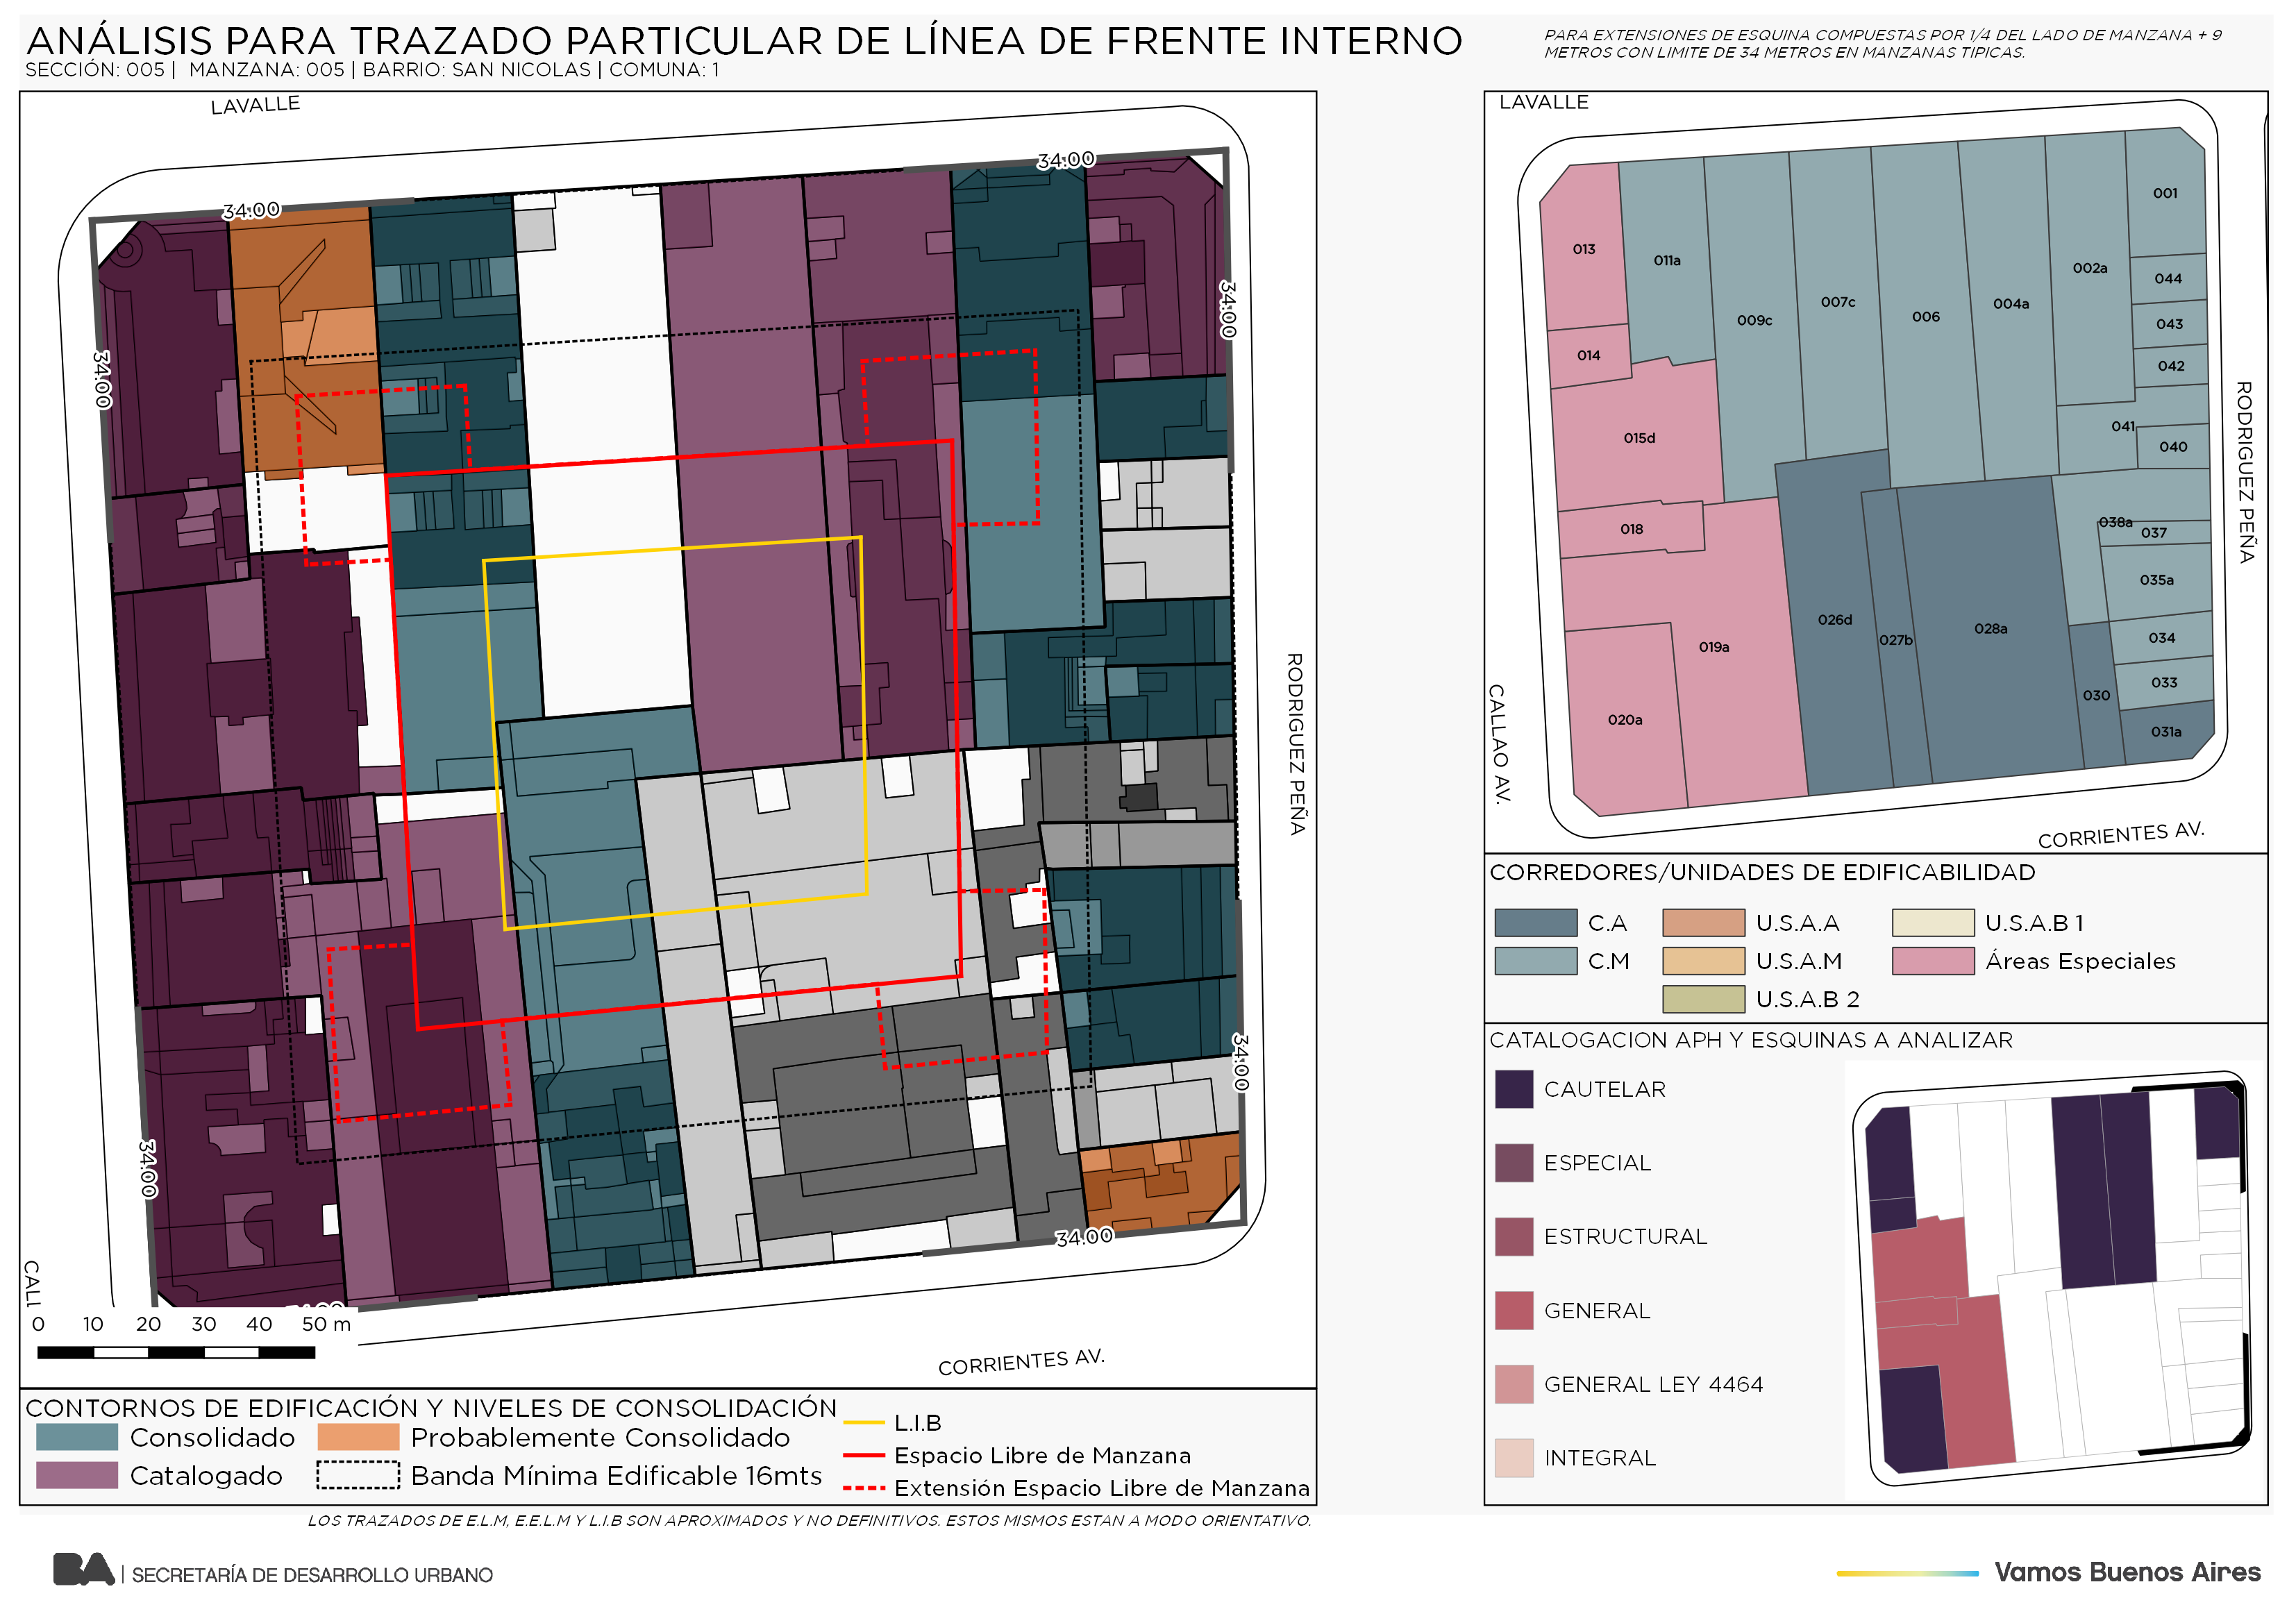 ANÁLISIS PARA TRAZADO PARTICULAR DE LÍNEA DE FRENTE INTERNO
SECCIÓN: 005 | MANZANA: 005 | BARRIO: SAN NICOLAS | COMUNA: 1
PARA EXTENSIONES DE ESQUINA COMPUESTAS POR 1/4 DEL LADO DE MANZANA + 9
METROS CON LIMITE DE 34 METROS EN MANZANAS TIPICAS.
LAVALLE
34.00
34.00
34.00
34.00
RODRIGUEZ PEÑA
34.00
34.00
34.00
CALL
CORRIENTES AV.
0 10 20 30 40 50 m
CONTORNOS DE EDIFICACIÓN Y NIVELES DE CONSOLIDACIÓN
Consolidado
Probablemente Consolidado
Catalogado
Banda Mínima Edificable 16mts
L.I.B
Espacio Libre de Manzana
Extensión Espacio Libre de Manzana
LOS TRAZADOS DE E.L.M, E.E.L.M Y L.I.B SON APROXIMADOS Y NO DEFINITIVOS. ESTOS MISMOS ESTAN A MODO ORIENTATIVO.
LAVALLE
001
013
011a
002a
044
007c
004a
006
009c
043
014
042
041
015d
040
RODRIGUEZ PEÑA
038a
018
037
035a
026d
028a
034
027b
019a
033
030
020a
031a
CALLAO AV.
CORRIENTES AV.
CORREDORES/UNIDADES DE EDIFICABILIDAD
C.A
U.S.A.A
U.S.A.B 1
C.M
U.S.A.M
Áreas Especiales
U.S.A.B 2
CATALOGACION APH Y ESQUINAS A ANALIZAR
CAUTELAR
ESPECIAL
ESTRUCTURAL
GENERAL
GENERAL LEY 4464
INTEGRAL
BA | SECRETARÍA DE DESARROLLO URBANO
Vamos Buenos Aires